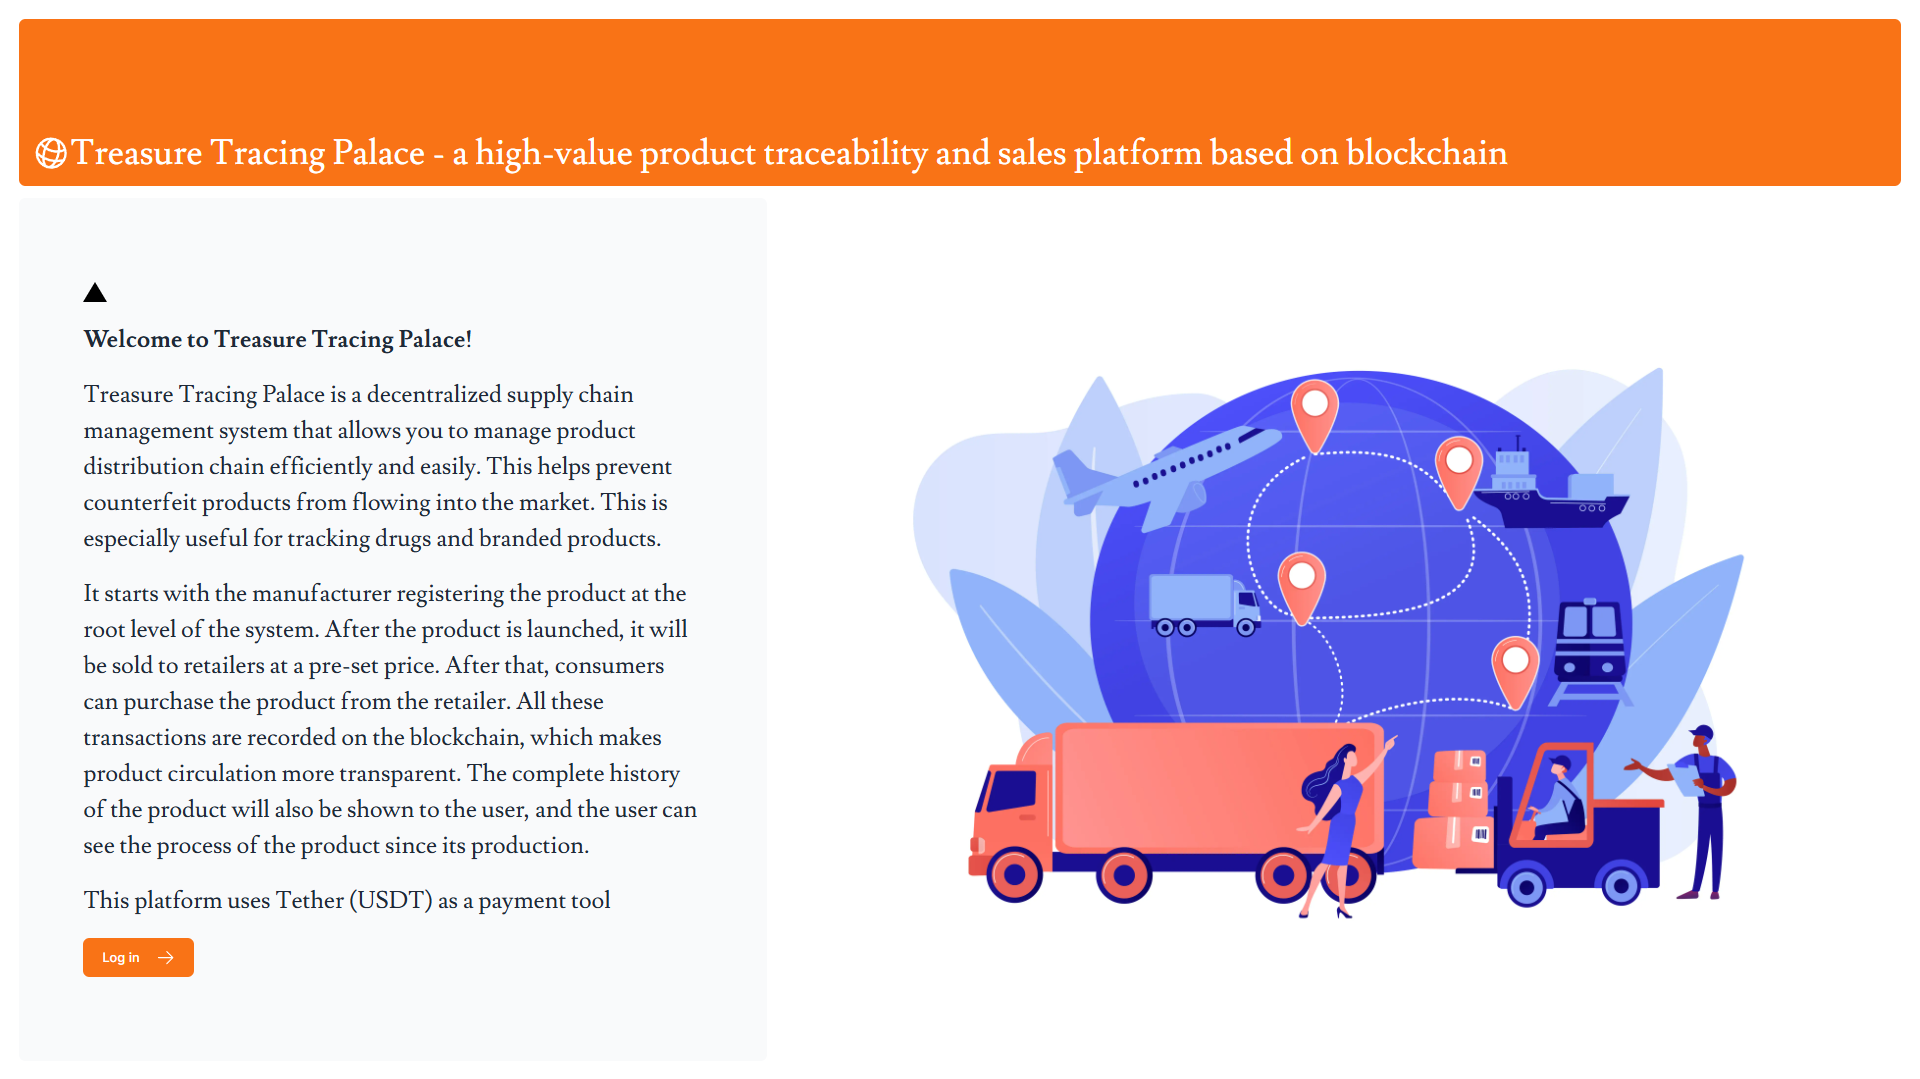 Treasure Tracing Palace - a high-value product traceability and sales platform based on blockchain
Welcome to Treasure Tracing Palace!
Treasure Tracing Palace is a decentralized supply chain
management system that allows you to manage product
distribution chain efficiently and easily. This helps prevent
counterfeit products from flowing into the market. This is
especially useful for tracking drugs and branded products.
It starts with the manufacturer registering the product at the
root level of the system. After the product is launched, it will
be sold to retailers at a pre-set price. After that, consumers
can purchase the product from the retailer. All these
transactions are recorded on the blockchain, which makes
product circulation more transparent. The complete history
of the product will also be shown to the user, and the user can
see the process of the product since its production.
This platform uses Tether (USDT) as a payment tool
Log in